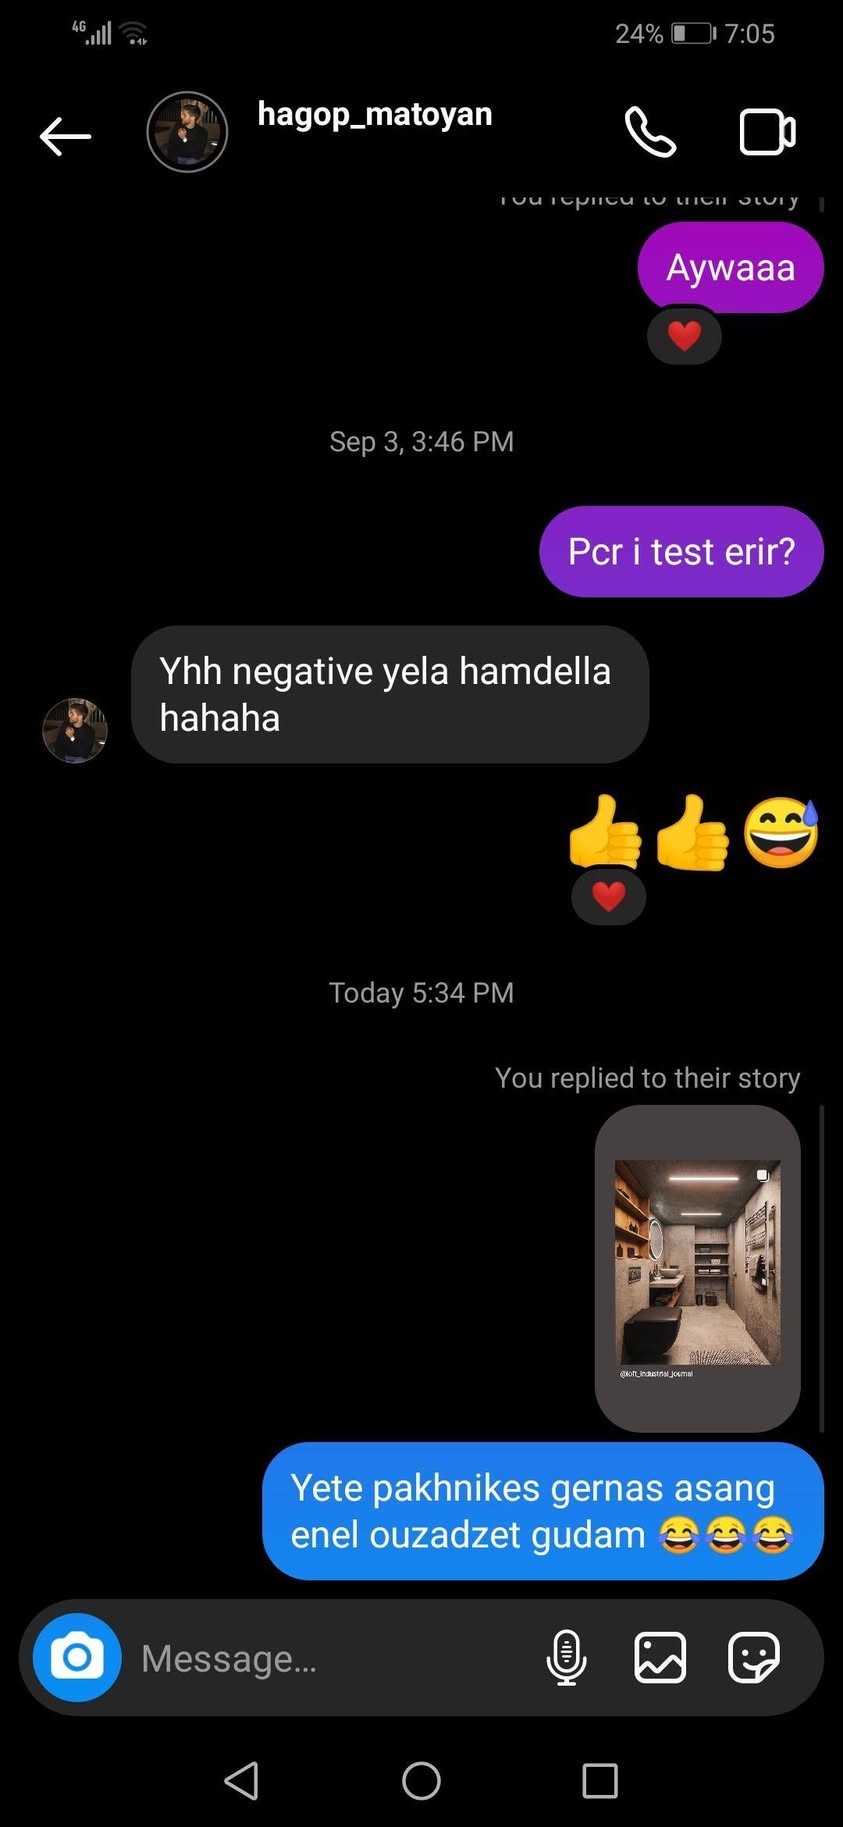 4G 24% 7:05
hagop_matoyan
You replied to their story
Aywaaa
Sep 3, 3:46 PM
Pcr i test erir?
Yhh negative yela hamdella
hahaha
Today 5:34 PM
You replied to their story
@loft_industrial_journal
Yete pakhnikes gernas asang
enel ouzadzet gudam 😂😂😂
Message...